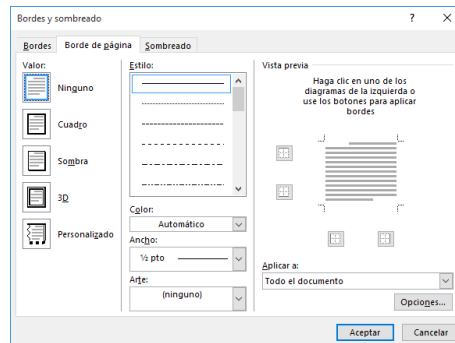 Bordes y sombreado
?
Bordes Borde de página Sombreado
Valor:
Ninguno
Cuadro
Sombra
3D
Personalizado
Estilo:
Color:
Automático
Ancho:
½ pto
Arte:
(ninguno)
Vista previa
Haga clic en uno de los
diagramas de la izquierda o
use los botones para aplicar
bordes
Aplicar a:
Todo el documento
Opciones...
Aceptar Cancelar